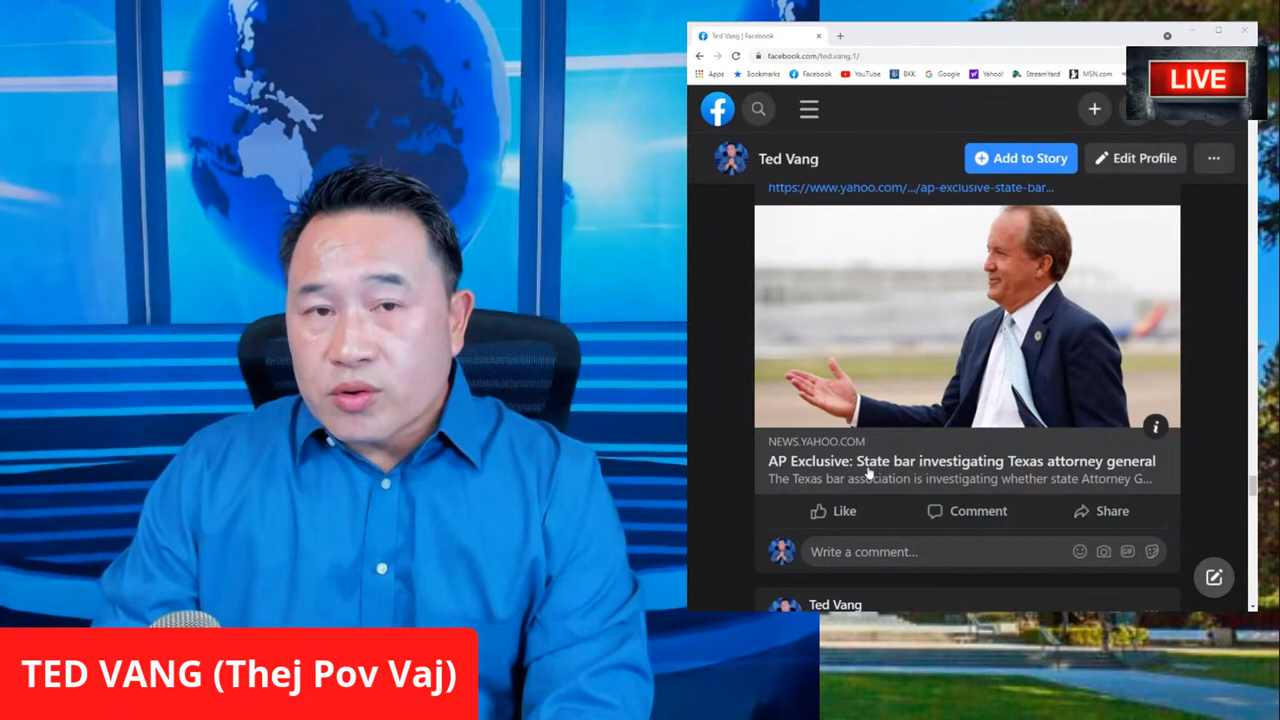 Ted Vang | Facebook
facebook.com/ted.vang.1/
Apps Bookmarks Facebook YouTube BKK Google Yahoo! StreamYard MSN.com
LIVE
Ted Vang
Add to Story
Edit Profile
https://www.yahoo.com/.../ap-exclusive-state-bar...
NEWS.YAHOO.COM
AP Exclusive: State bar investigating Texas attorney general
The Texas bar association is investigating whether state Attorney G...
Like Comment Share
Write a comment...
GIF
Ted Vang
TED VANG (Thej Pov Vaj)